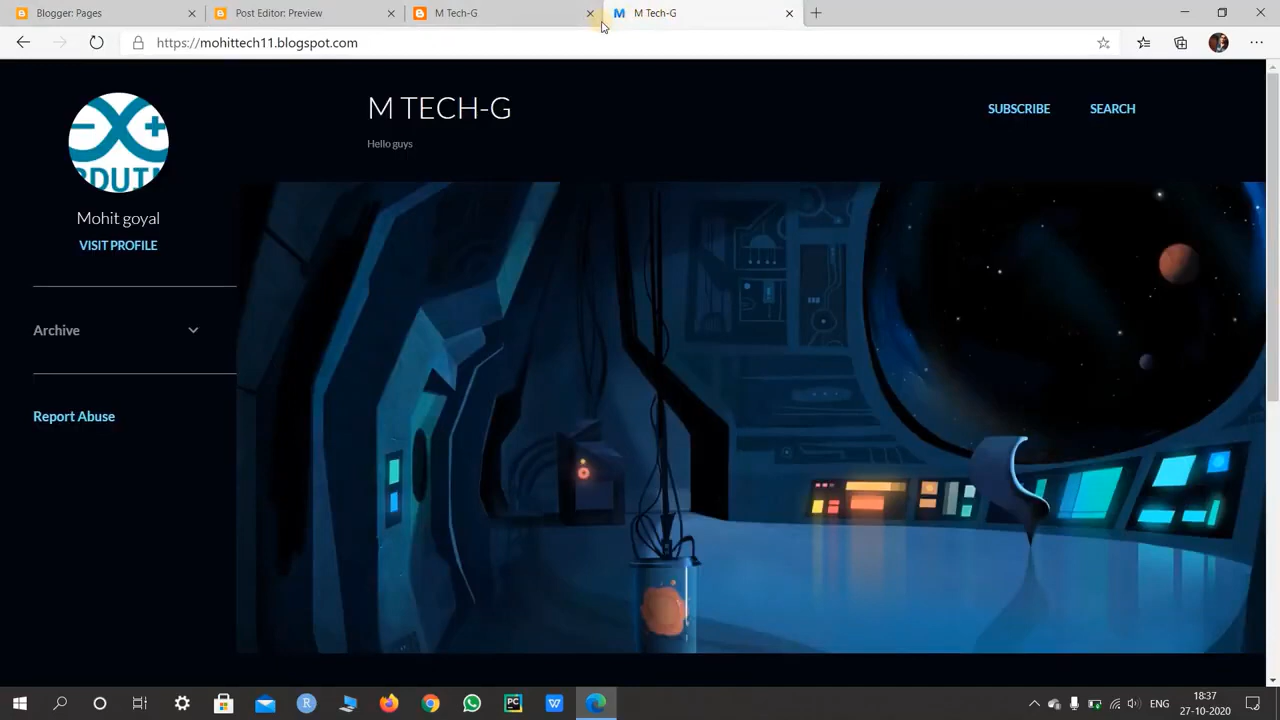 Blogger: Pages
Post Editor: Preview
M Tech-G
M Tech-G
https://mohittech11.blogspot.com
M TECH-G
Hello guys
SUBSCRIBE
SEARCH
Mohit goyal
VISIT PROFILE
Archive
Report Abuse
ENG
18:37
27-10-2020